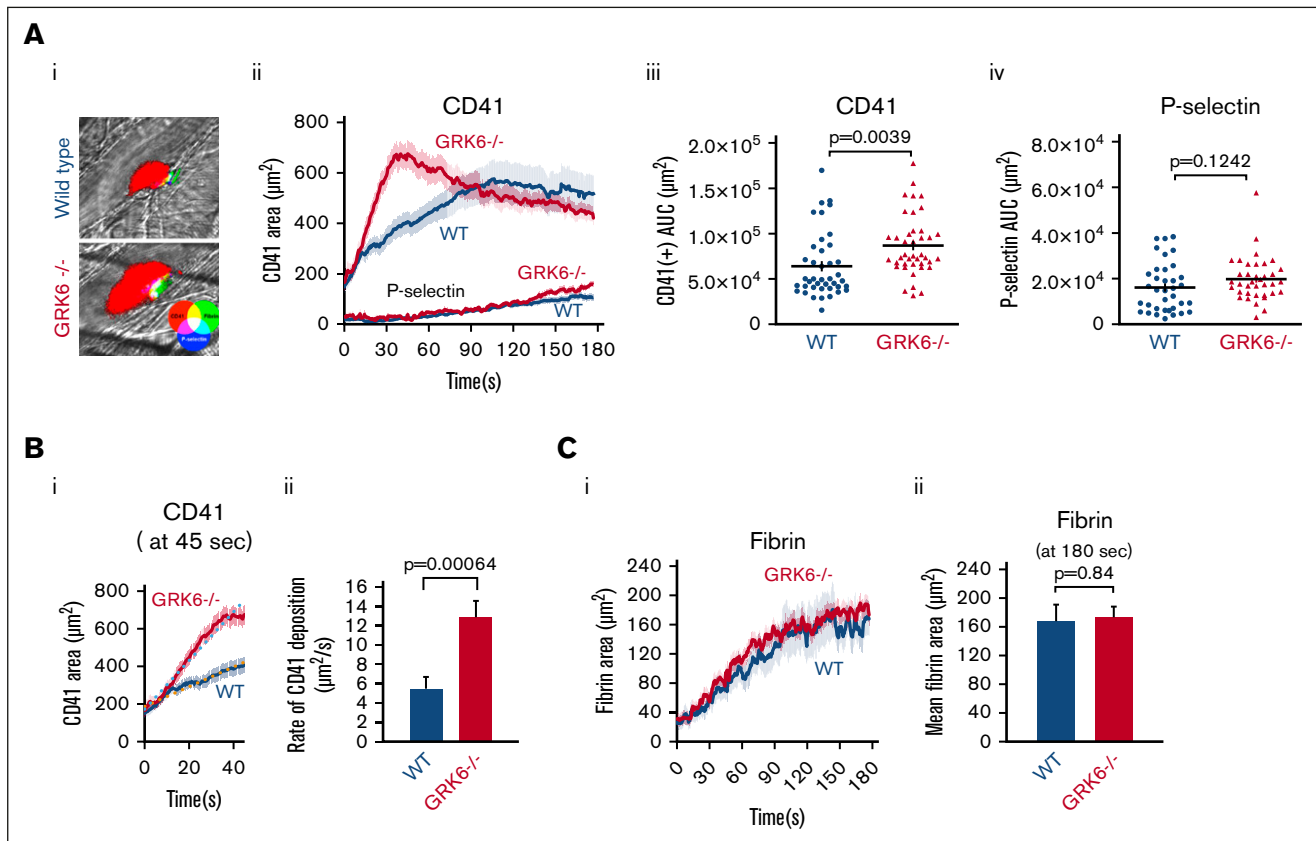 A
i
Wild type
GRK6 -/-
CD41
Fibrin
P-selectin
ii
CD41
CD41 area (µm²)
800
600
400
200
0
GRK6-/-
WT
P-selectin
GRK6-/-
WT
0 30 60 90 120 150 180
Time(s)
iii
CD41
p=0.0039
CD41(+) AUC (µm²)
2.0×10⁵
1.5×10⁵
1.0×10⁵
5.0×10⁴
0
WT GRK6-/-
iv
P-selectin
p=0.1242
P-selectin AUC (µm²)
8.0×10⁴
6.0×10⁴
4.0×10⁴
2.0×10⁴
0
WT GRK6-/-
B
i
CD41
( at 45 sec)
CD41 area (µm²)
800
600
400
200
0
GRK6-/-
WT
0 20 40
Time(s)
ii
p=0.00064
Rate of CD41 deposition
(µm²/s)
16
14
12
10
8
6
4
2
0
WT
GRK6-/-
C
i
Fibrin
Fibrin area (µm²)
240
200
160
120
80
40
0
GRK6-/-
WT
0 30 60 90 120 150 180
Time(s)
ii
Fibrin
(at 180 sec)
p=0.84
Mean fibrin area (µm²)
240
200
160
120
80
40
0
WT
GRK6-/-